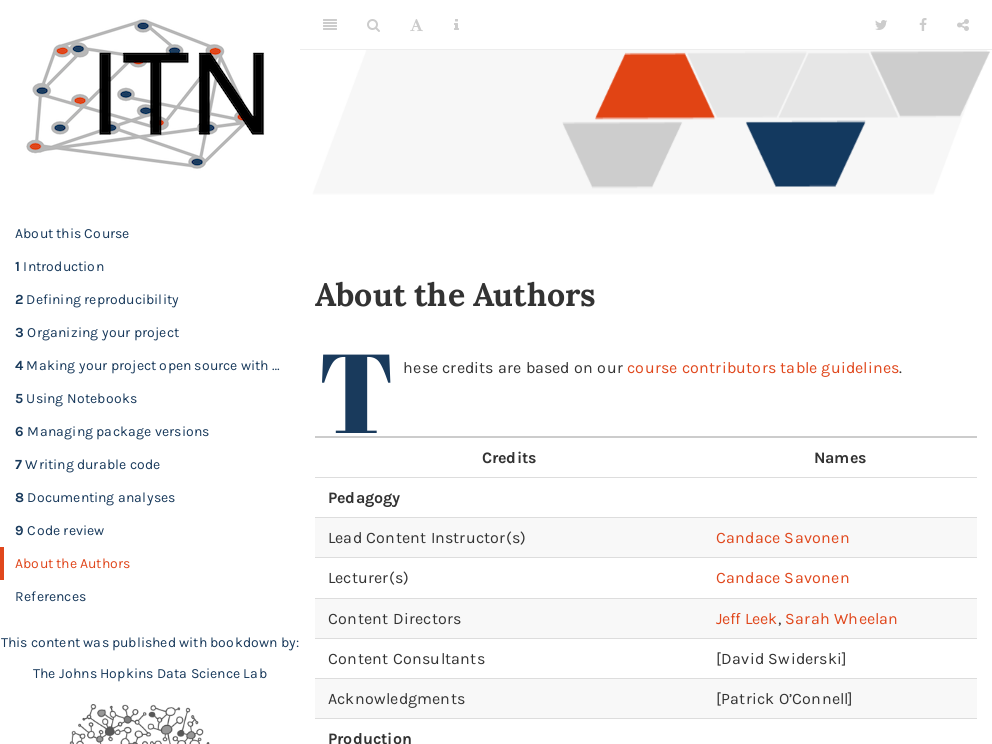 ITN
About this Course
1 Introduction
2 Defining reproducibility
3 Organizing your project
4 Making your project open source with ...
5 Using Notebooks
6 Managing package versions
7 Writing durable code
8 Documenting analyses
9 Code review
About the Authors
References
This content was published with bookdown by:
The Johns Hopkins Data Science Lab
A
About the Authors
These credits are based on our course contributors table guidelines.
Credits Names
Pedagogy
Lead Content Instructor(s) Candace Savonen
Lecturer(s) Candace Savonen
Content Directors Jeff Leek, Sarah Wheelan
Content Consultants [David Swiderski]
Acknowledgments [Patrick O’Connell]
Production